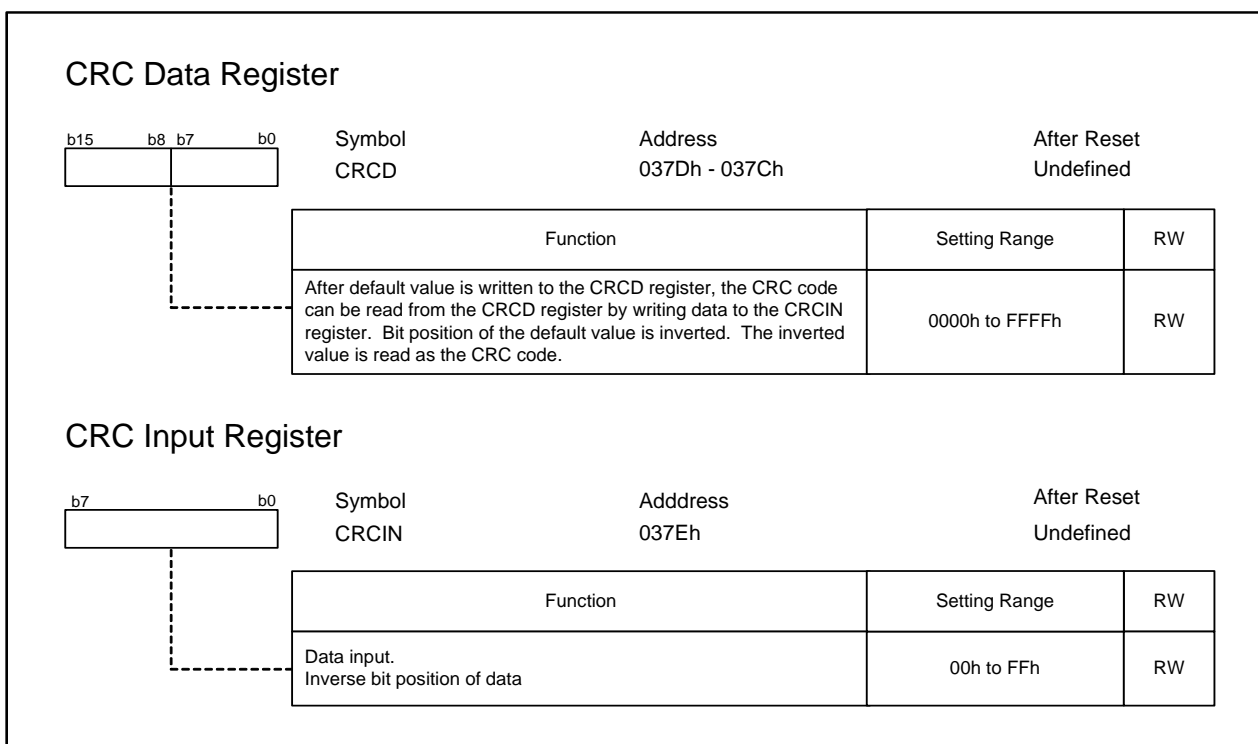 CRC Data Register
b15 b8 b7 b0 Symbol Address After Reset
CRCD 037Dh - 037Ch Undefined
Function Setting Range RW
After default value is written to the CRCD register, the CRC code
can be read from the CRCD register by writing data to the CRCIN
register. Bit position of the default value is inverted. The inverted
value is read as the CRC code.
0000h to FFFFh RW
CRC Input Register
b7 b0 Symbol Adddress After Reset
CRCIN 037Eh Undefined
Function Setting Range RW
Data input.
Inverse bit position of data
00h to FFh RW